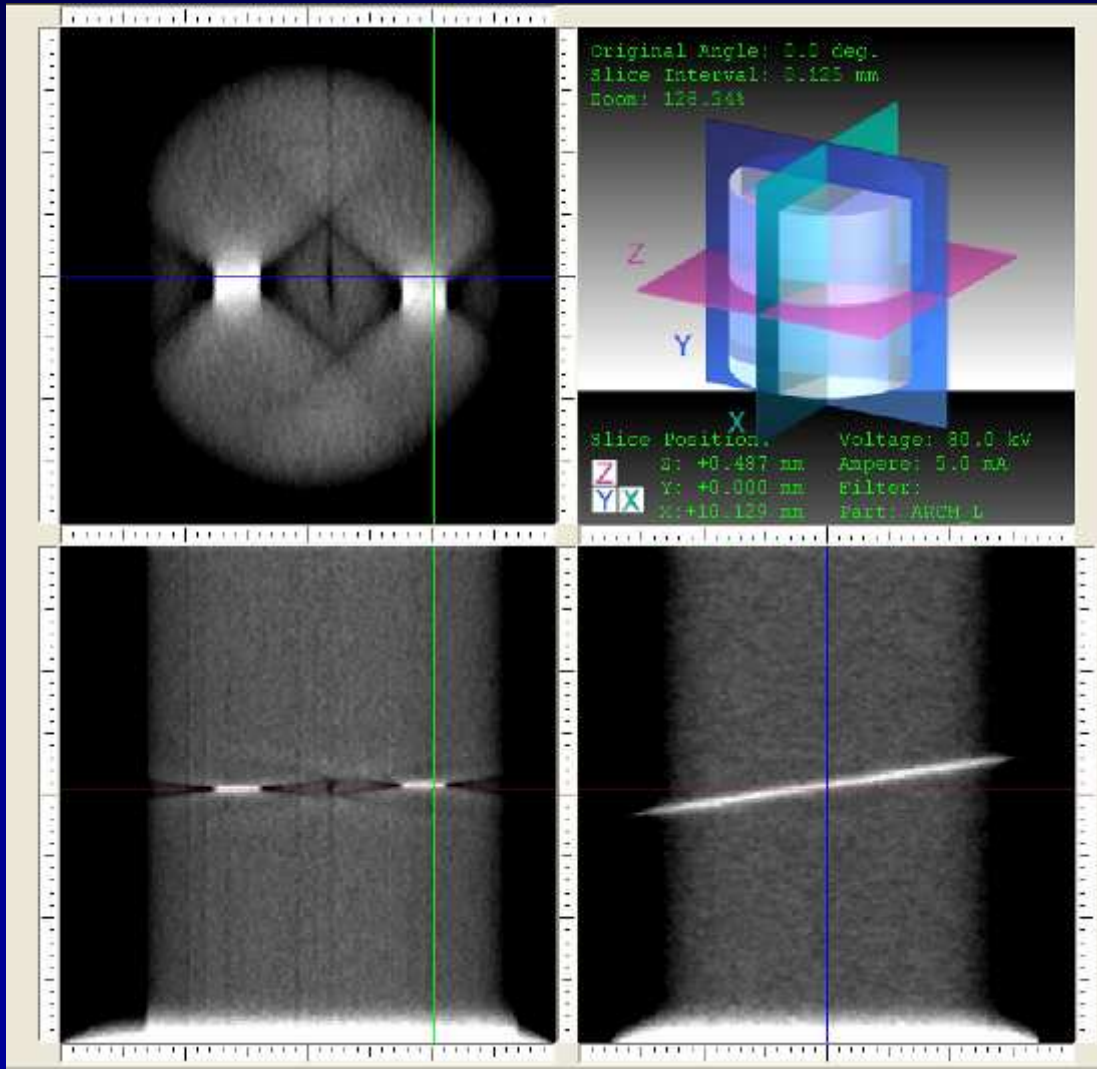 Original Angle: 0.0 deg.
Slice Interval: 0.125 mm
Zoom: 128.34%
Z
Y
X
Slice Position.
Z: +0.487 mm
Y: +0.000 mm
X:+10.129 mm
Voltage: 80.0 kV
Ampere: 5.0 mA
Filter:
Part: ARCH_L
Z
Y X